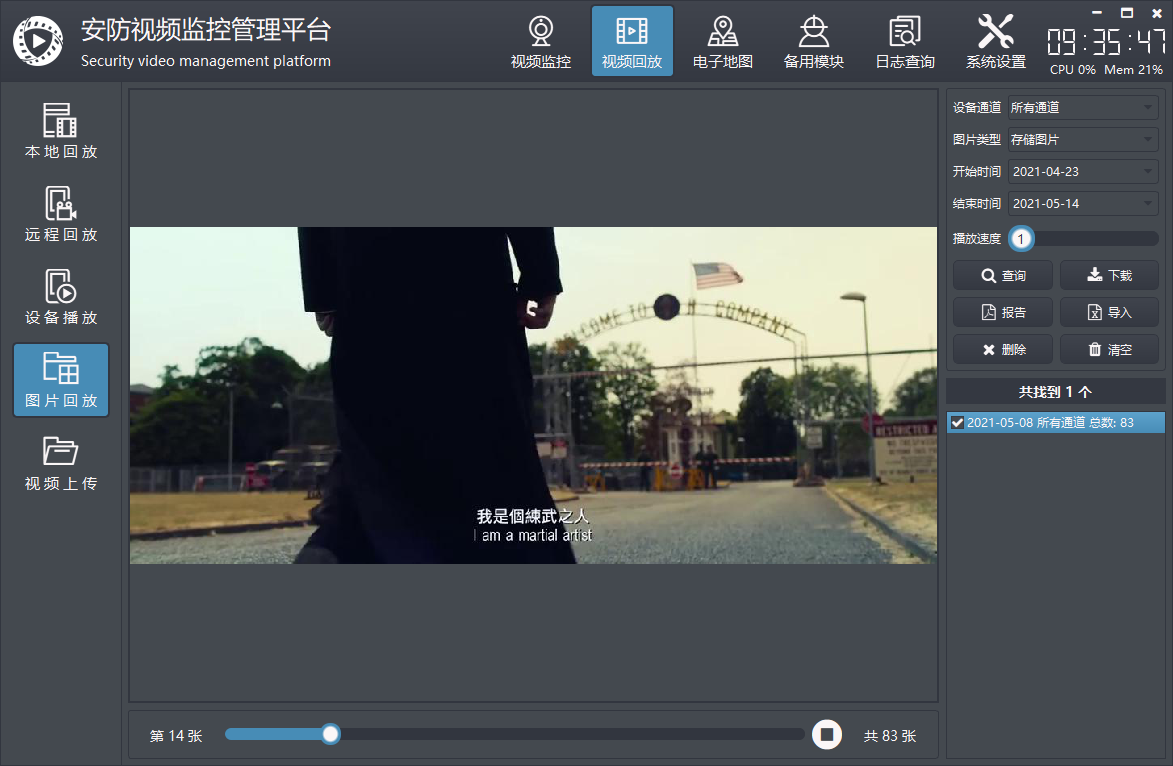 安防视频监控管理平台
Security video management platform
视频监控
视频回放
电子地图
备用模块
日志查询
系统设置
09:35:47
CPU 0% Mem 21%
本地回放
远程回放
设备播放
图片回放
视频上传
COMPANY
RESTRICTED A
我是個練武之人
I am a martial artist
第 14 张
共 83 张
设备通道 所有通道
图片类型 存储图片
开始时间 2021-04-23
结束时间 2021-05-14
播放速度 1
查询
下载
报告
导入
删除
清空
共找到 1 个
2021-05-08 所有通道 总数: 83